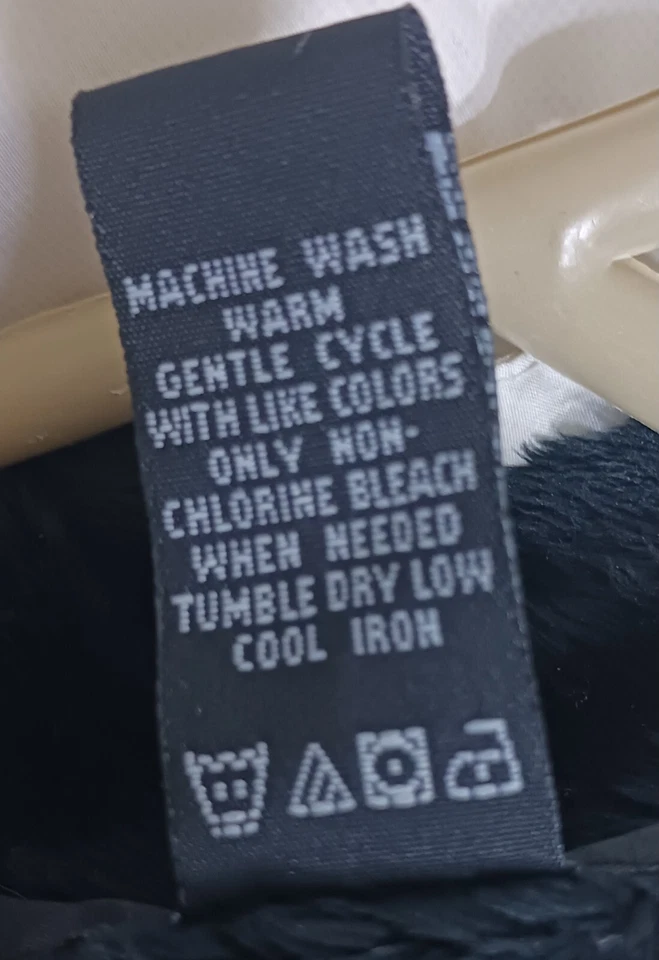 MACHINE WASH
WARM
GENTLE CYCLE
WITH LIKE COLORS
ONLY NON-
CHLORINE BLEACH
WHEN NEEDED
TUMBLE DRY LOW
COOL IRON